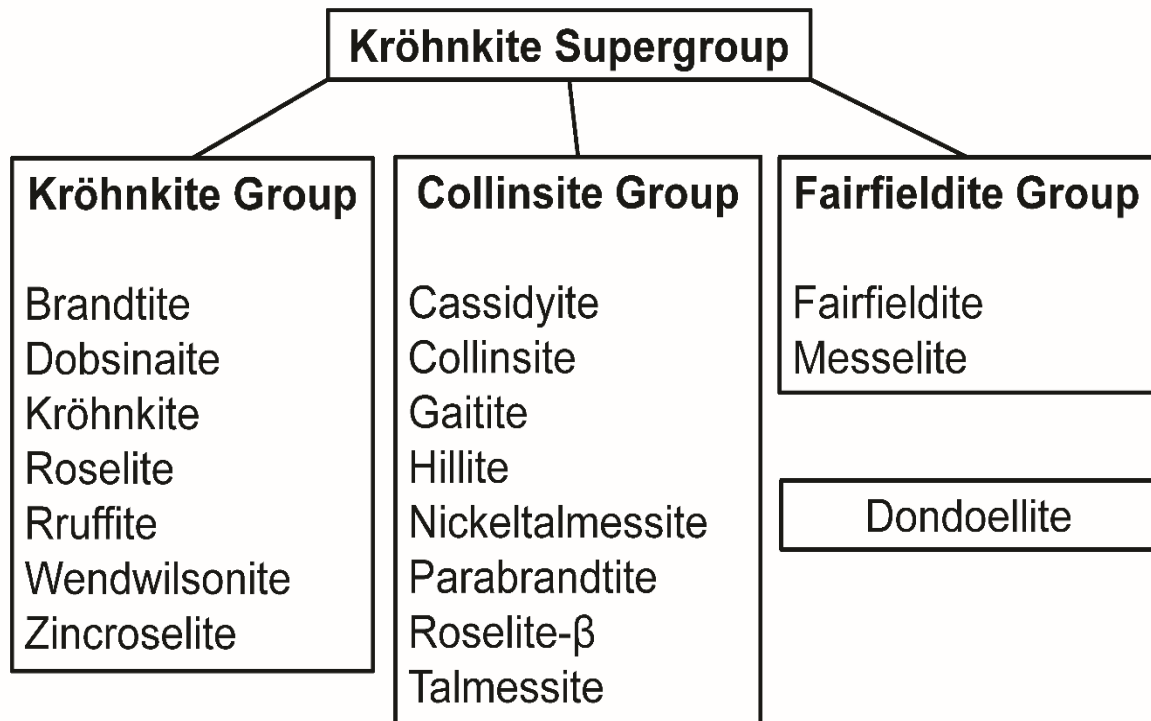 Kröhnkite Supergroup
Kröhnkite Group
Brandtite
Dobsinaite
Kröhnkite
Roselite
Rruffite
Wendwilsonite
Zincroselite
Collinsite Group
Cassidyite
Collinsite
Gaitite
Hillite
Nickeltalmessite
Parabrandtite
Roselite-β
Talmessite
Fairfieldite Group
Fairfieldite
Messelite
Dondoellite